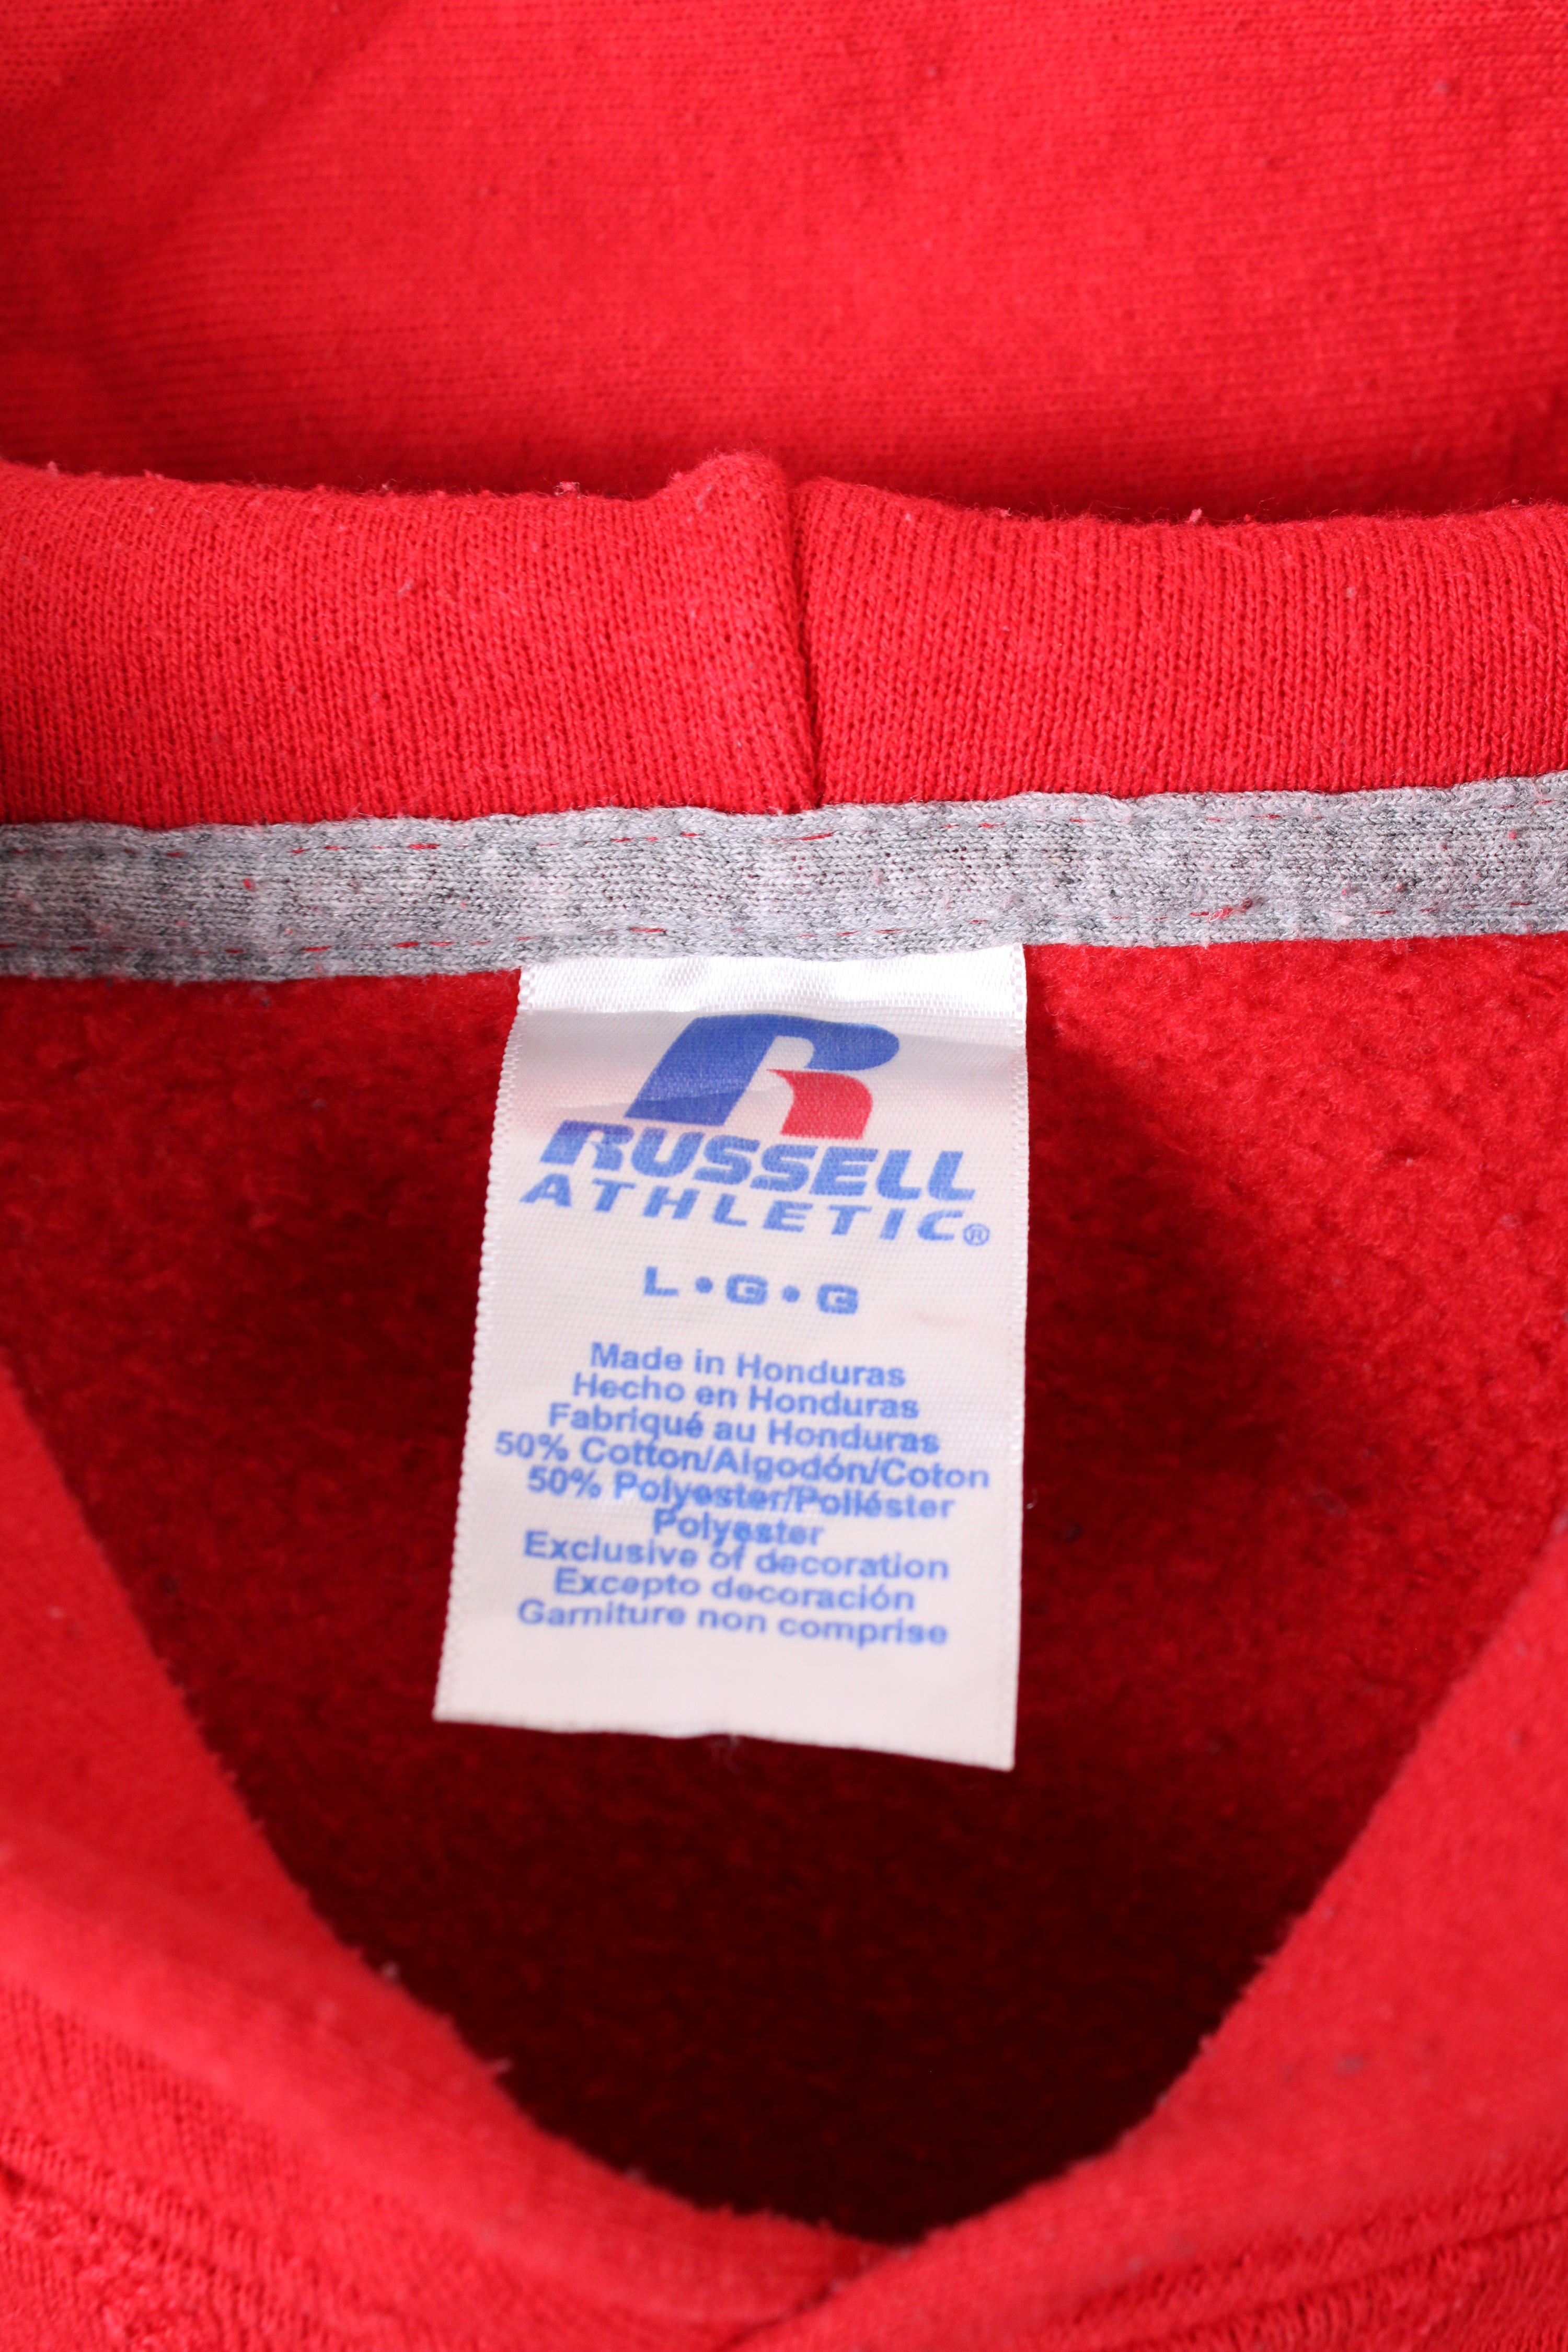 RUSSELL
ATHLETIC®
L•G•G
Made in Honduras
Hecho en Honduras
Fabriqué au Honduras
50% Cotton/Algodón/Coton
50% Polyester/Poliéster
Polyester
Exclusive of decoration
Excepto decoración
Garniture non comprise